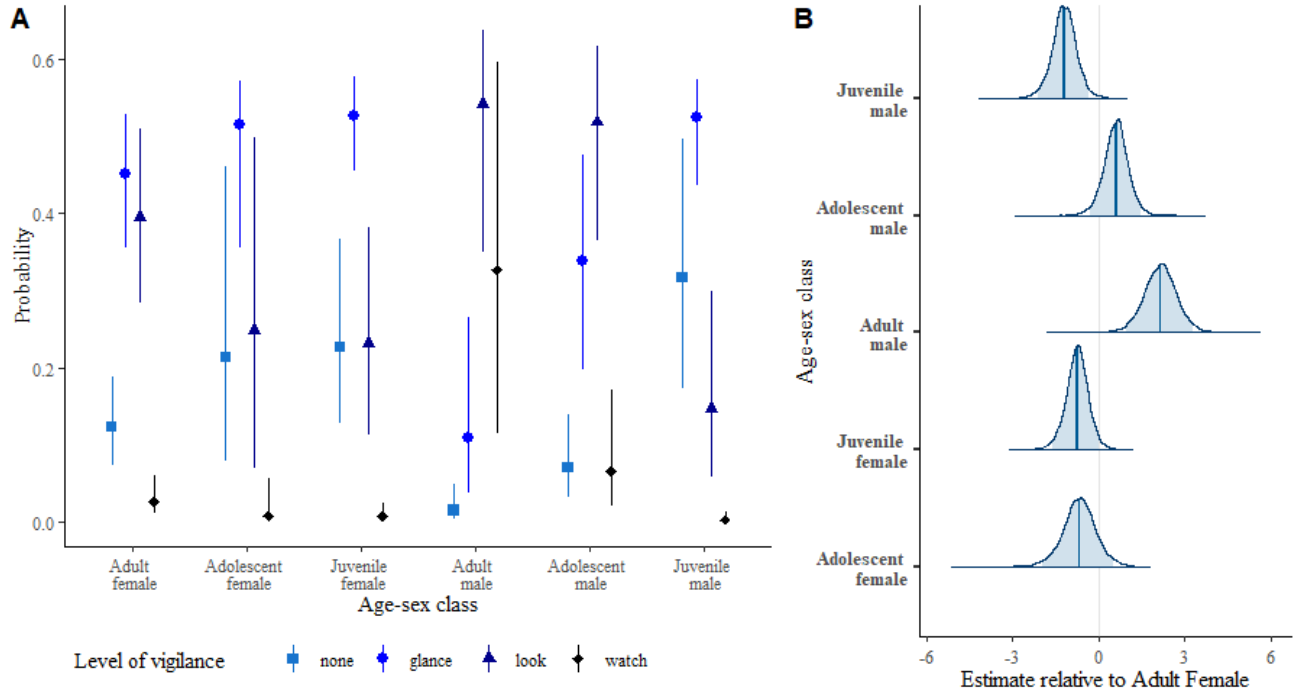 A
Probability
0.6
0.4
0.2
0.0
Adult
female
Adolescent
female
Juvenile
female
Adult
male
Adolescent
male
Juvenile
male
Age-sex class
Level of vigilance none glance look watch
B
Age-sex class
Juvenile
male
Adolescent
male
Adult
male
Juvenile
female
Adolescent
female
-6 -3 0 3 6
Estimate relative to Adult Female